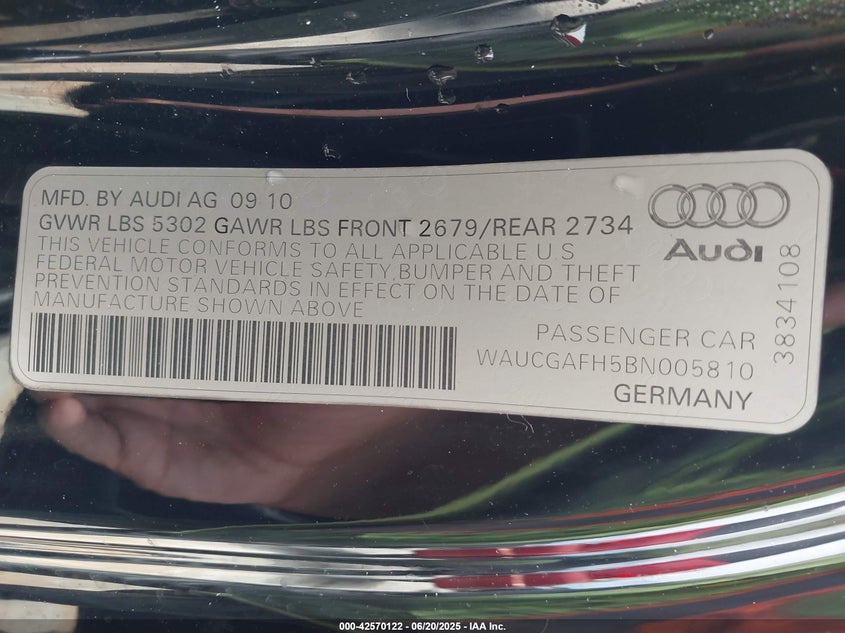 MFD. BY AUDI AG 09 10
GVWR LBS 5302 GAWR LBS FRONT 2679/REAR 2734
THIS VEHICLE CONFORMS TO ALL APPLICABLE U.S
FEDERAL MOTOR VEHICLE SAFETY, BUMPER AND THEFT
PREVENTION STANDARDS IN EFFECT ON THE DATE OF
MANUFACTURE SHOWN ABOVE
Audi
PASSENGER CAR
WAUCGAFH5BN005810
GERMANY
3834108
000-42570122 - 06/20/2025 - IAA Inc.